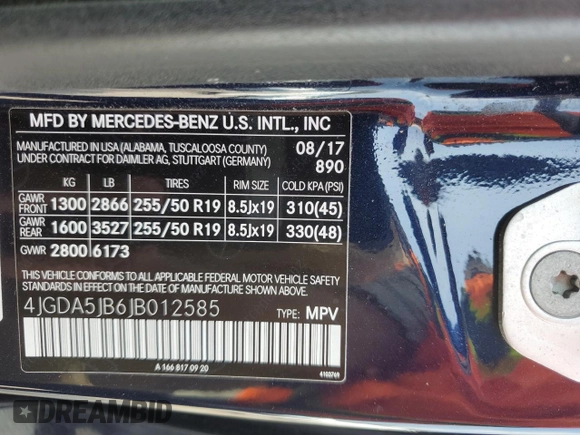 MFD BY MERCEDES-BENZ U.S. INTL., INC
MANUFACTURED IN USA (ALABAMA, TUSCALOOSA COUNTY) 08/17
UNDER CONTRACT FOR DAIMLER AG, STUTTGART (GERMANY) 890
KG LB TIRES RIM SIZE COLD KPA (PSI)
GAWR FRONT 1300 2866 255/50 R19 8.5Jx19 310(45)
GAWR REAR 1600 3527 255/50 R19 8.5Jx19 330(48)
GVWR 2800 6173
THIS VEHICLE CONFORMS TO ALL APPLICABLE FEDERAL MOTOR VEHICLE SAFETY
STANDARDS IN EFFECT ON THE DATE OF MANUFACTURE SHOWN ABOVE.
4JGDA5JB6JB012585 TYPE: MPV
A 166 817 09 20
DREAMBID